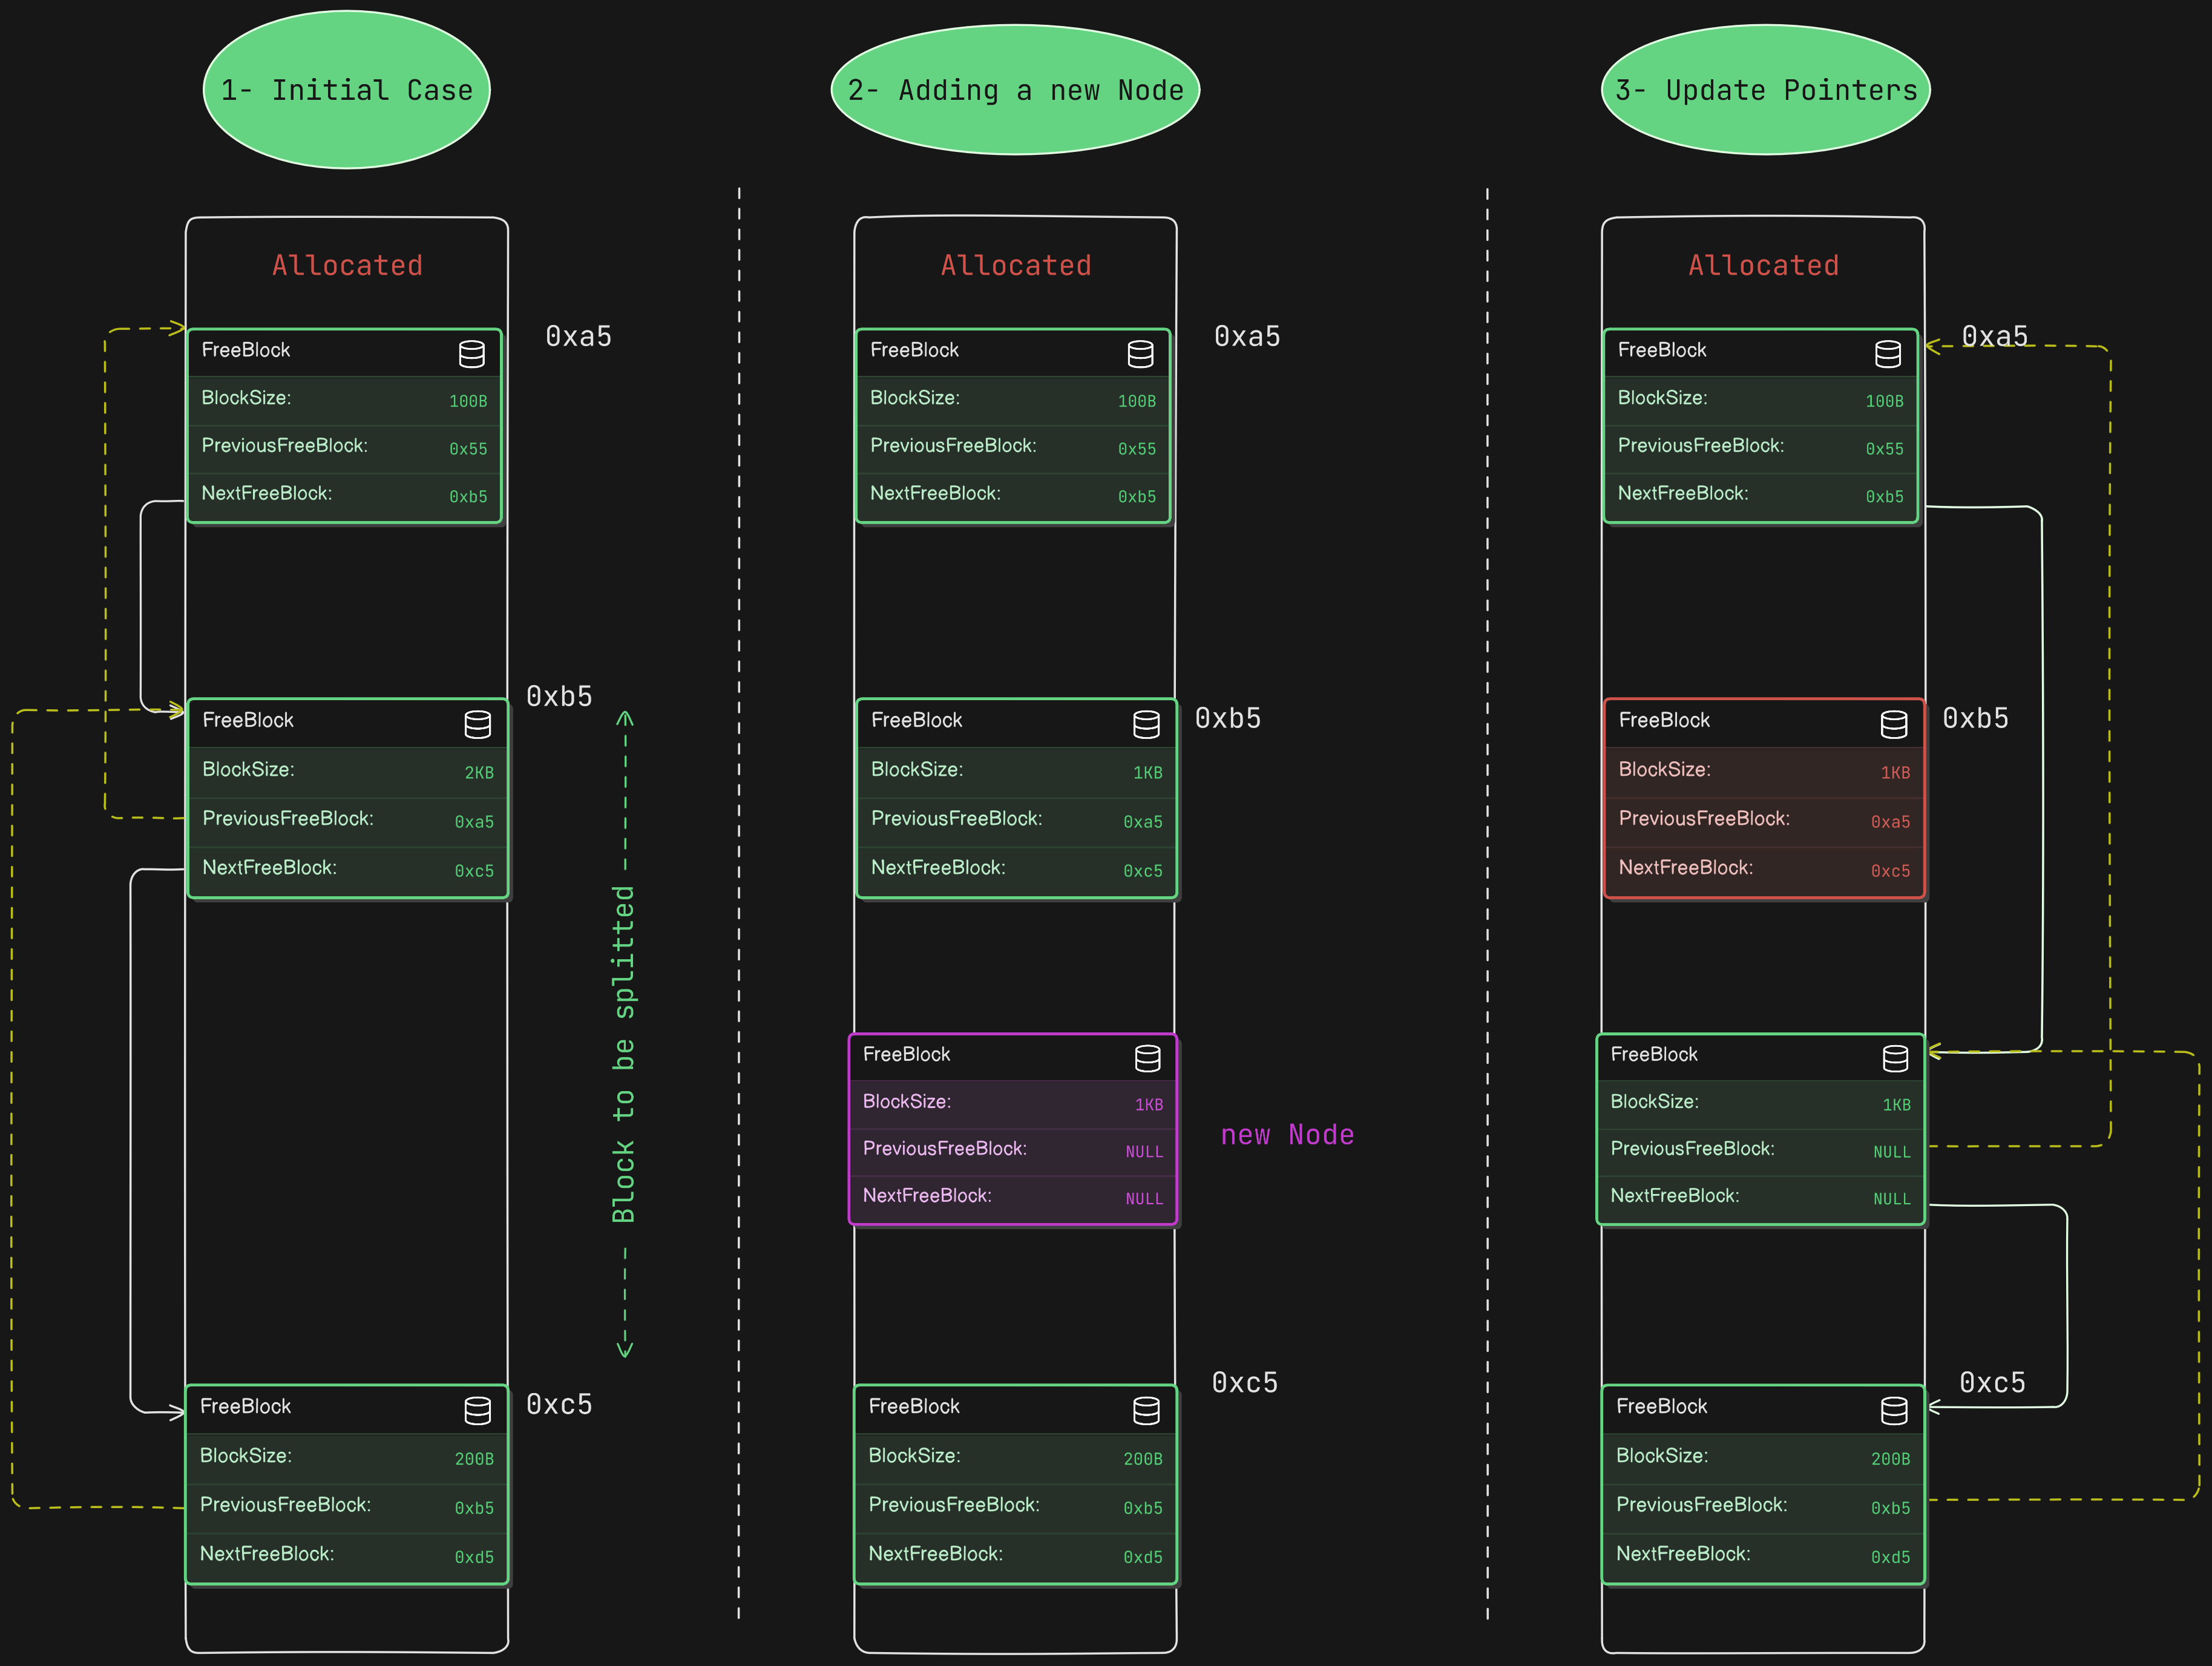 1- Initial Case
Allocated
0xa5
FreeBlock
BlockSize: 100B
PreviousFreeBlock: 0x55
NextFreeBlock: 0xb5
0xb5
FreeBlock
BlockSize: 2KB
PreviousFreeBlock: 0xa5
NextFreeBlock: 0xc5
Block to be splitted
0xc5
FreeBlock
BlockSize: 200B
PreviousFreeBlock: 0xb5
NextFreeBlock: 0xd5
2- Adding a new Node
Allocated
0xa5
FreeBlock
BlockSize: 100B
PreviousFreeBlock: 0x55
NextFreeBlock: 0xb5
0xb5
FreeBlock
BlockSize: 1KB
PreviousFreeBlock: 0xa5
NextFreeBlock: 0xc5
FreeBlock
BlockSize: 1KB
PreviousFreeBlock: NULL
NextFreeBlock: NULL
new Node
0xc5
FreeBlock
BlockSize: 200B
PreviousFreeBlock: 0xb5
NextFreeBlock: 0xd5
3- Update Pointers
Allocated
0xa5
FreeBlock
BlockSize: 100B
PreviousFreeBlock: 0x55
NextFreeBlock: 0xb5
0xb5
FreeBlock
BlockSize: 1KB
PreviousFreeBlock: 0xa5
NextFreeBlock: 0xc5
FreeBlock
BlockSize: 1KB
PreviousFreeBlock: NULL
NextFreeBlock: NULL
0xc5
FreeBlock
BlockSize: 200B
PreviousFreeBlock: 0xb5
NextFreeBlock: 0xd5